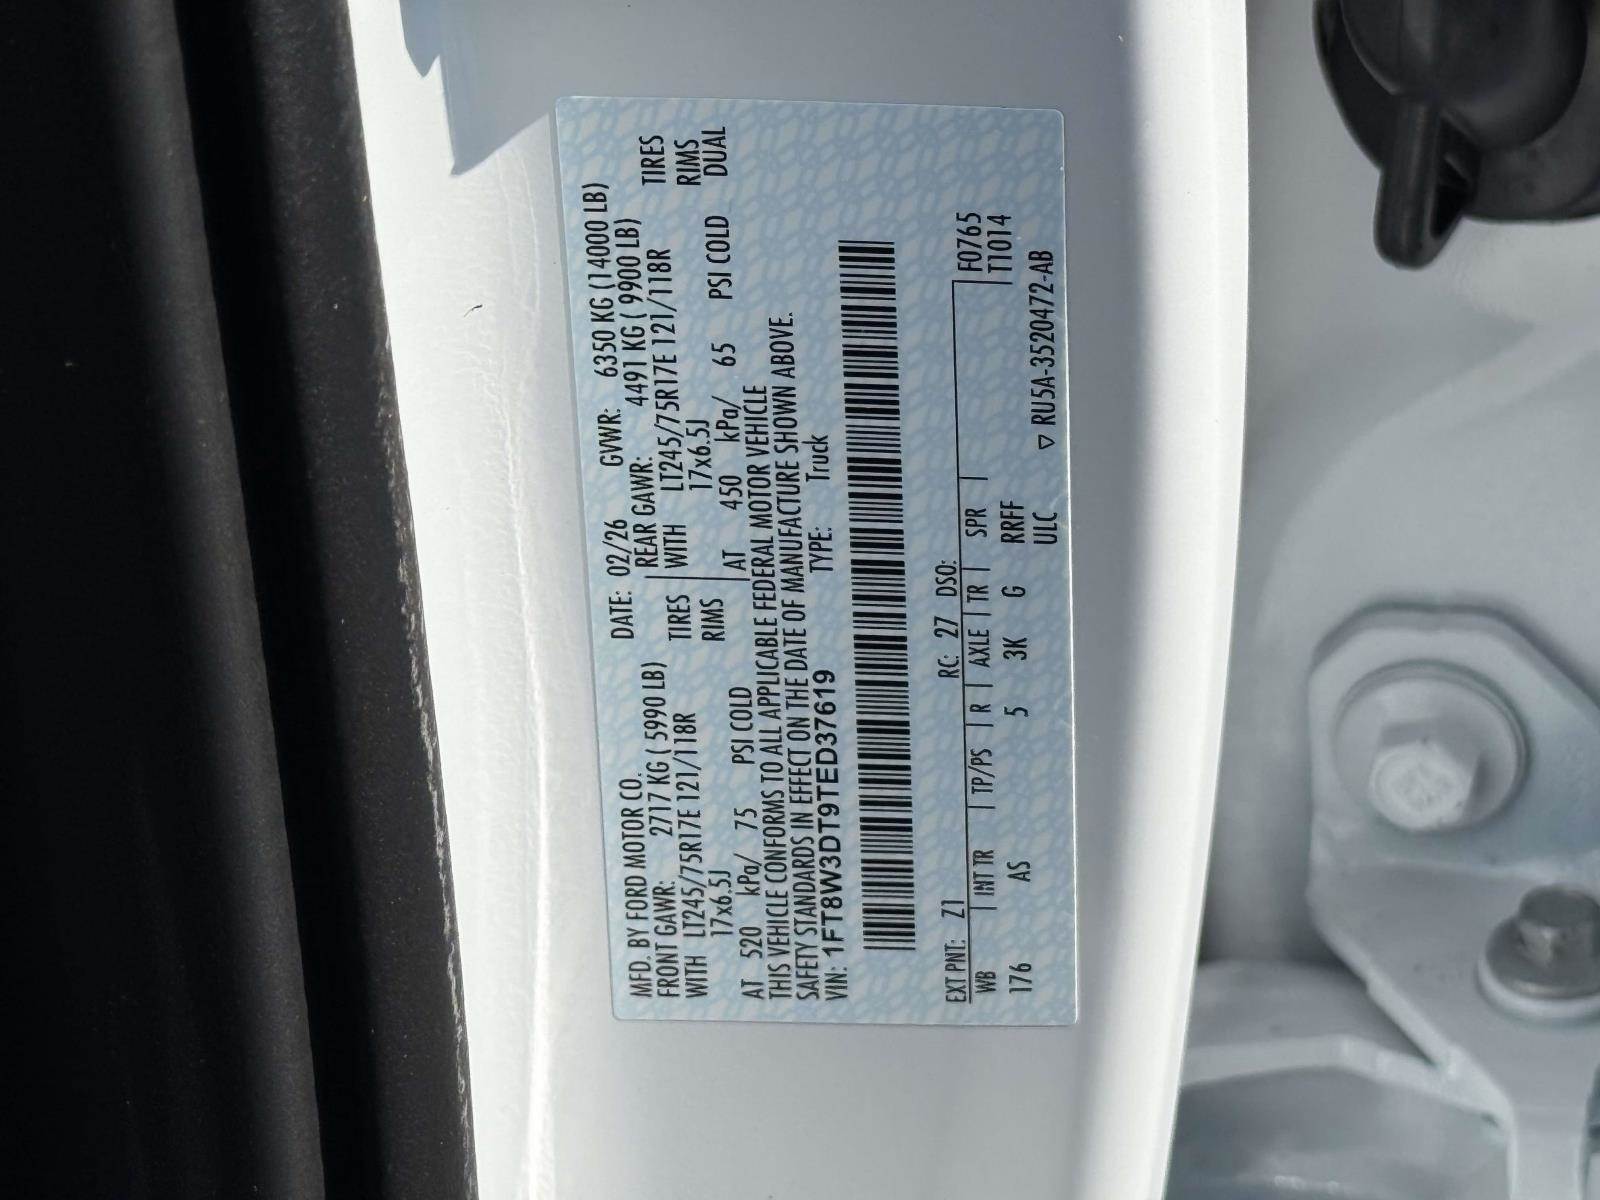 MFD. BY FORD MOTOR CO. DATE: 02/26 GVWR: 6350 KG (14000 LB)
FRONT GAWR: 2717 KG ( 5990 LB) REAR GAWR: 4491 KG ( 9900 LB)
WITH LT245/75R17E 121/118R TIRES WITH LT245/75R17E 121/118R TIRES
17x6.5J RIMS 17x6.5J RIMS
AT 520 kPa/ 75 PSI COLD AT 450 kPa/ 65 PSI COLD DUAL
THIS VEHICLE CONFORMS TO ALL APPLICABLE FEDERAL MOTOR VEHICLE
SAFETY STANDARDS IN EFFECT ON THE DATE OF MANUFACTURE SHOWN ABOVE.
VIN: 1FT8W3DT9TED37619 TYPE: Truck
EXT PNT: Z1 RC: 27 DSO: F0765
WB | INT TR | TP/PS | R | AXLE | TR | SPR | T1014
176 AS 5 3K G RRFF
ULC ▽ RU5A-3520472-AB